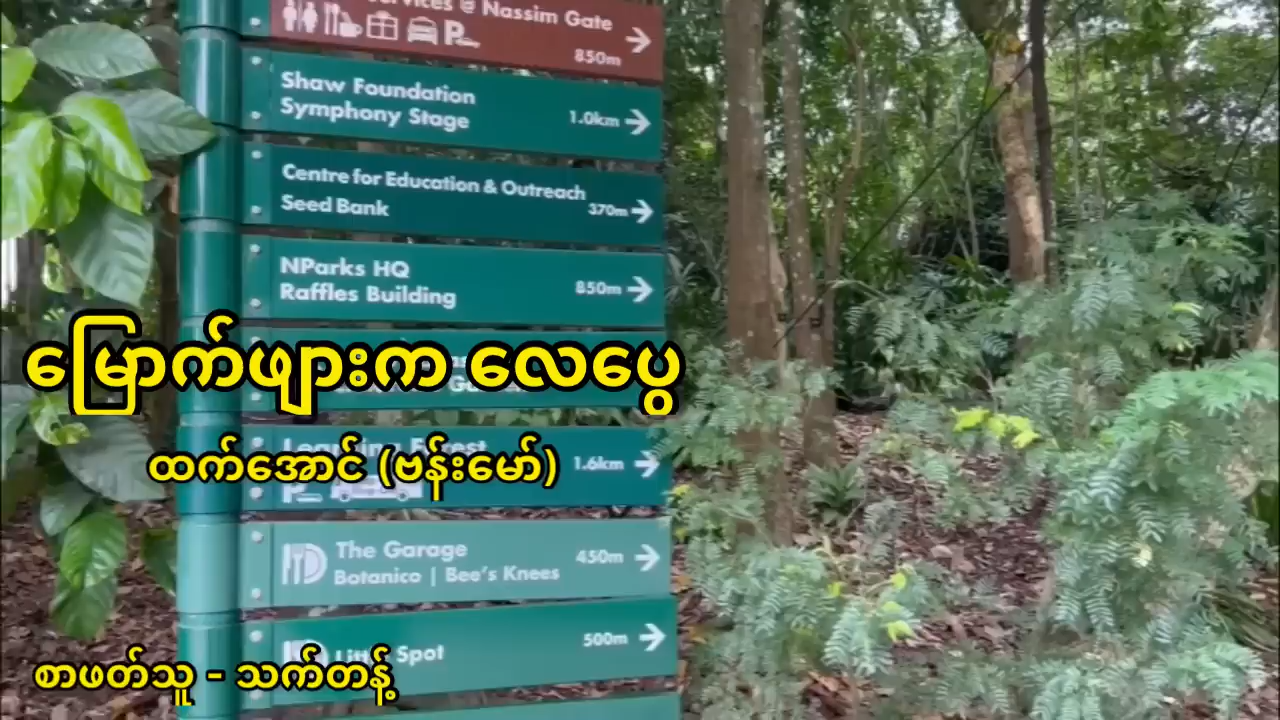 Services @ Nassim Gate
P
850m
Shaw Foundation
Symphony Stage
1.0km
Centre for Education & Outreach
Seed Bank
370m
NParks HQ
Raffles Building
850m
မြောက်ဖျားက လေပွေ
Learning Forest
1.6km
ထက်အောင် (ဗန်းမော်)
The Garage
Botanico | Bee's Knees
450m
Spot
500m
စာဖတ်သူ - သက်တန့်